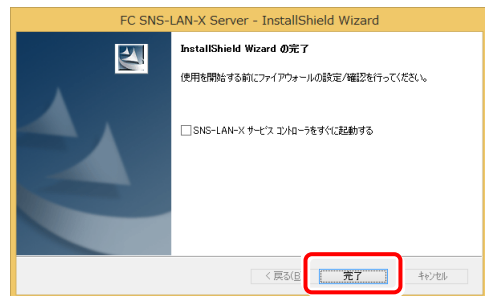 FC SNS-LAN-X Server - InstallShield Wizard
InstallShield Wizard の完了
使用を開始する前にファイアウォールの設定/確認を行ってください。
SNS-LAN-X サービス コントローラをすぐに起動する
< 戻る(B 完了 キャンセル